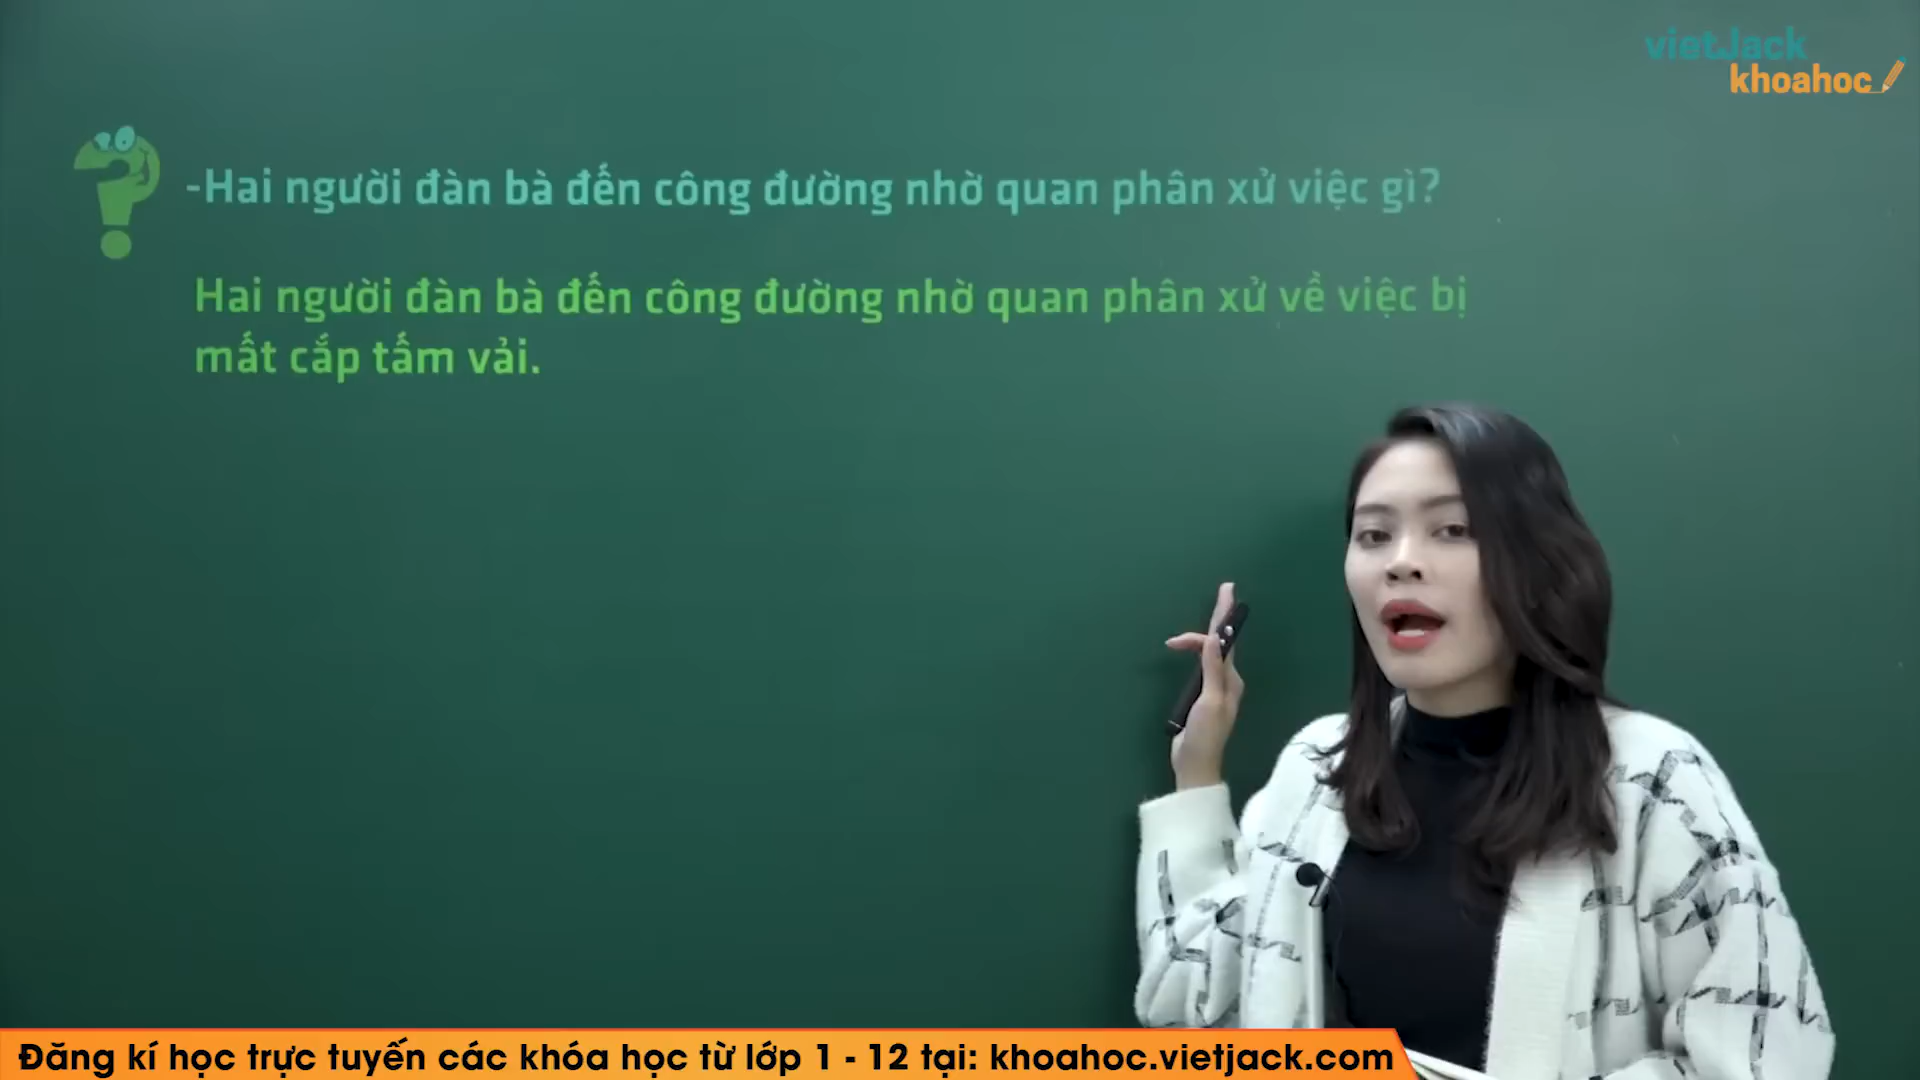 vietJack
khoahoc
-Hai người đàn bà đến công đường nhờ quan phân xử việc gì?
Hai người đàn bà đến công đường nhờ quan phân xử về việc bị
mất cắp tấm vải.
Đăng kí học trực tuyến các khóa học từ lớp 1 - 12 tại: khoahoc.vietjack.com